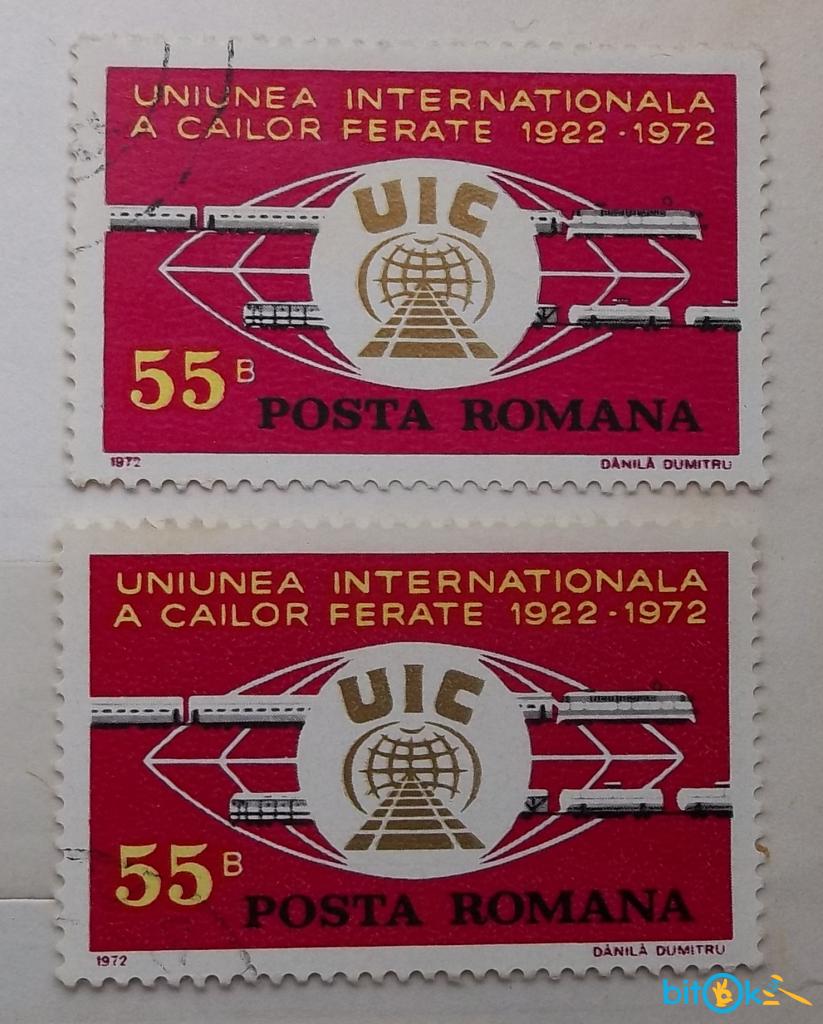 UNIUNEA INTERNATIONALA
A CAILOR FERATE 1922-1972
UIC
55 B
POSTA ROMANA
1972 DĂNILĂ DUMITRU
UNIUNEA INTERNATIONALA
A CAILOR FERATE 1922-1972
UIC
55 B
POSTA ROMANA
1972 DĂNILĂ DUMITRU
bitOk